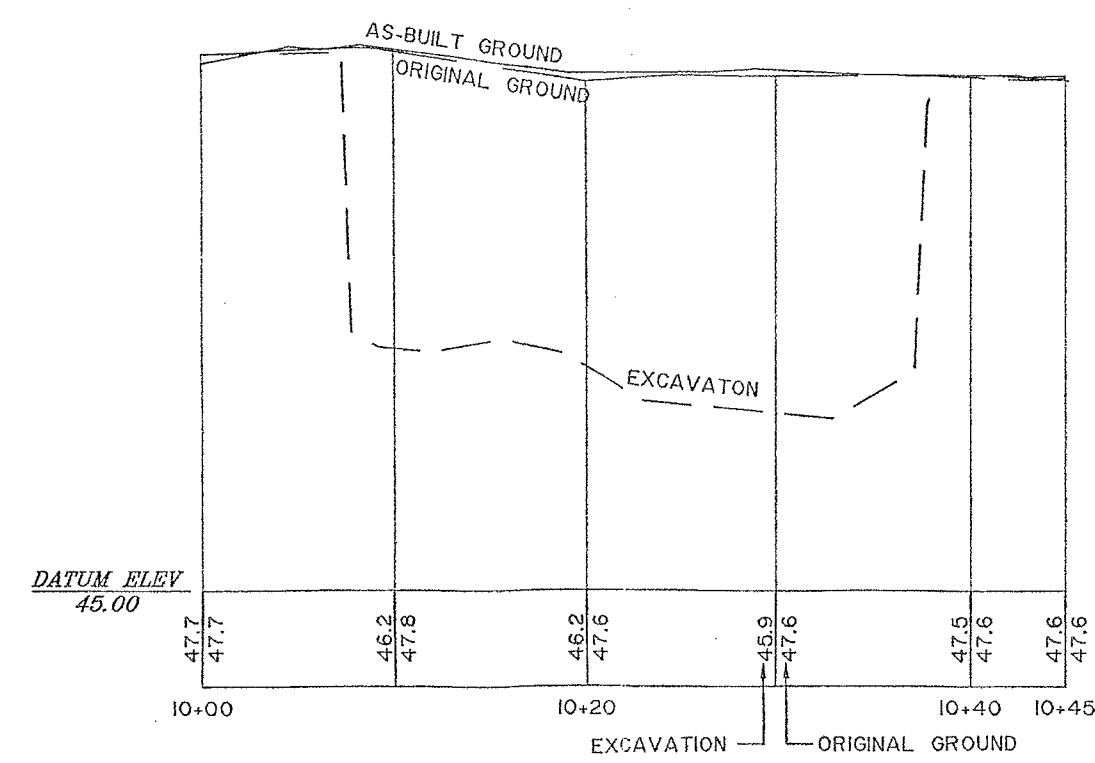 AS-BUILT GROUND
ORIGINAL GROUND
EXCAVATON
DATUM ELEV
45.00
47.7
47.7
46.2
47.8
46.2
47.6
45.9
47.6
47.5
47.6
47.6
47.6
10+00
10+20
10+40
10+45
EXCAVATION
ORIGINAL GROUND